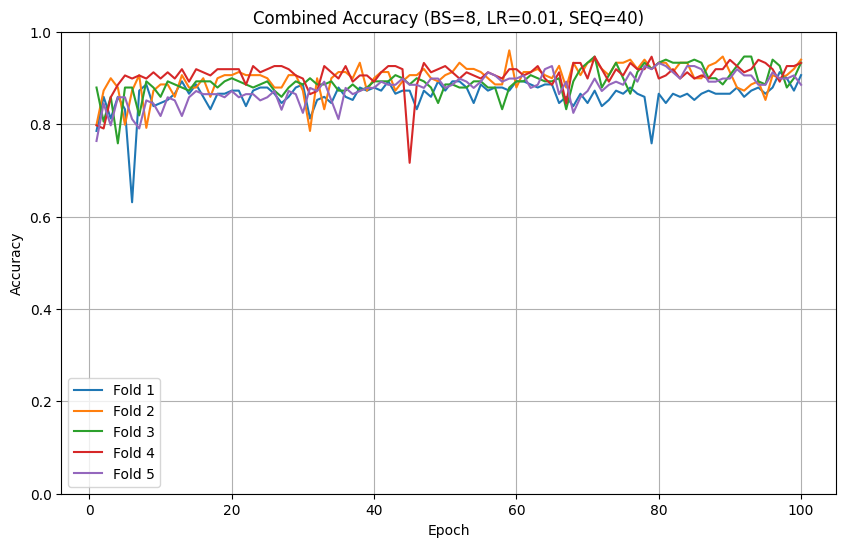 Combined Accuracy (BS=8, LR=0.01, SEQ=40)
1.0
0.8
0.6
0.4
0.2
0.0
Accuracy
Fold 1
Fold 2
Fold 3
Fold 4
Fold 5
0 20 40 60 80 100
Epoch